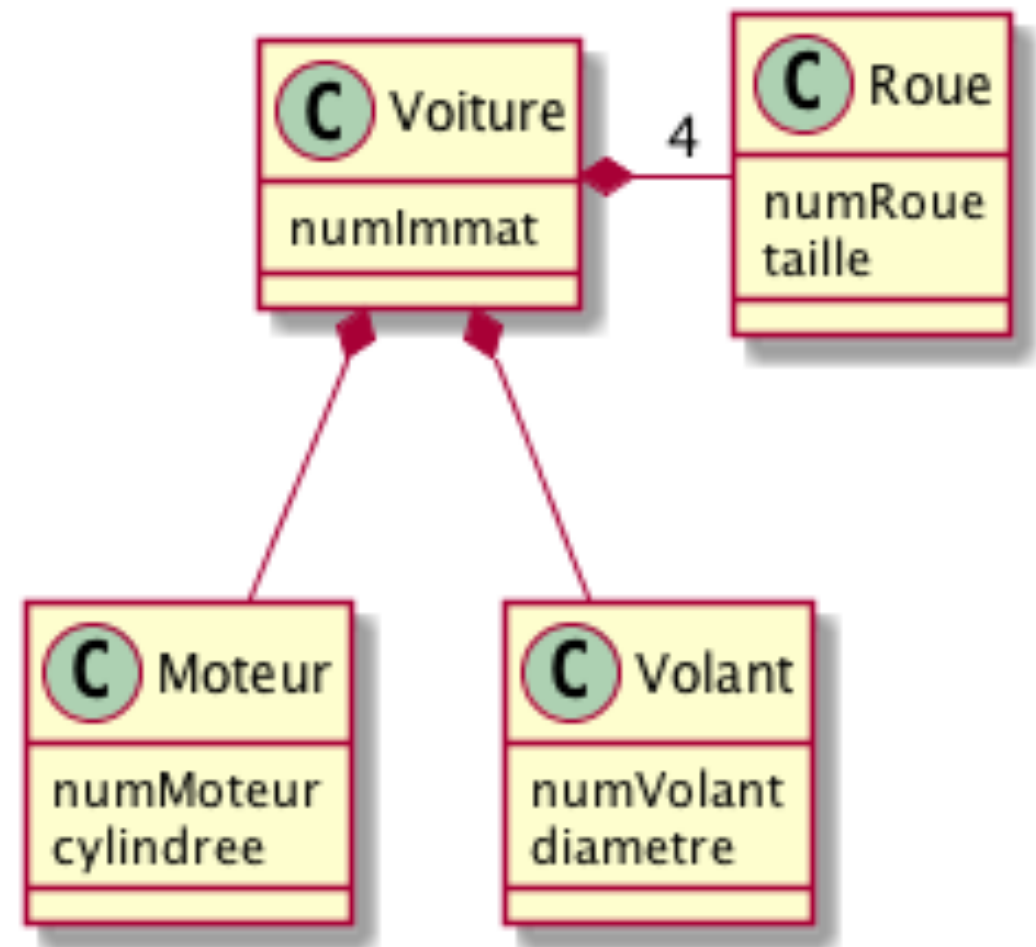 C Voiture
numImmat
4
C Roue
numRoue
taille
C Moteur
numMoteur
cylindree
C Volant
numVolant
diametre